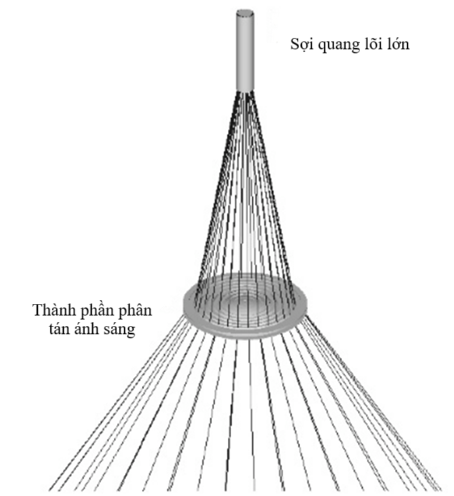 Sợi quang lõi lớn
Thành phần phân
tán ánh sáng